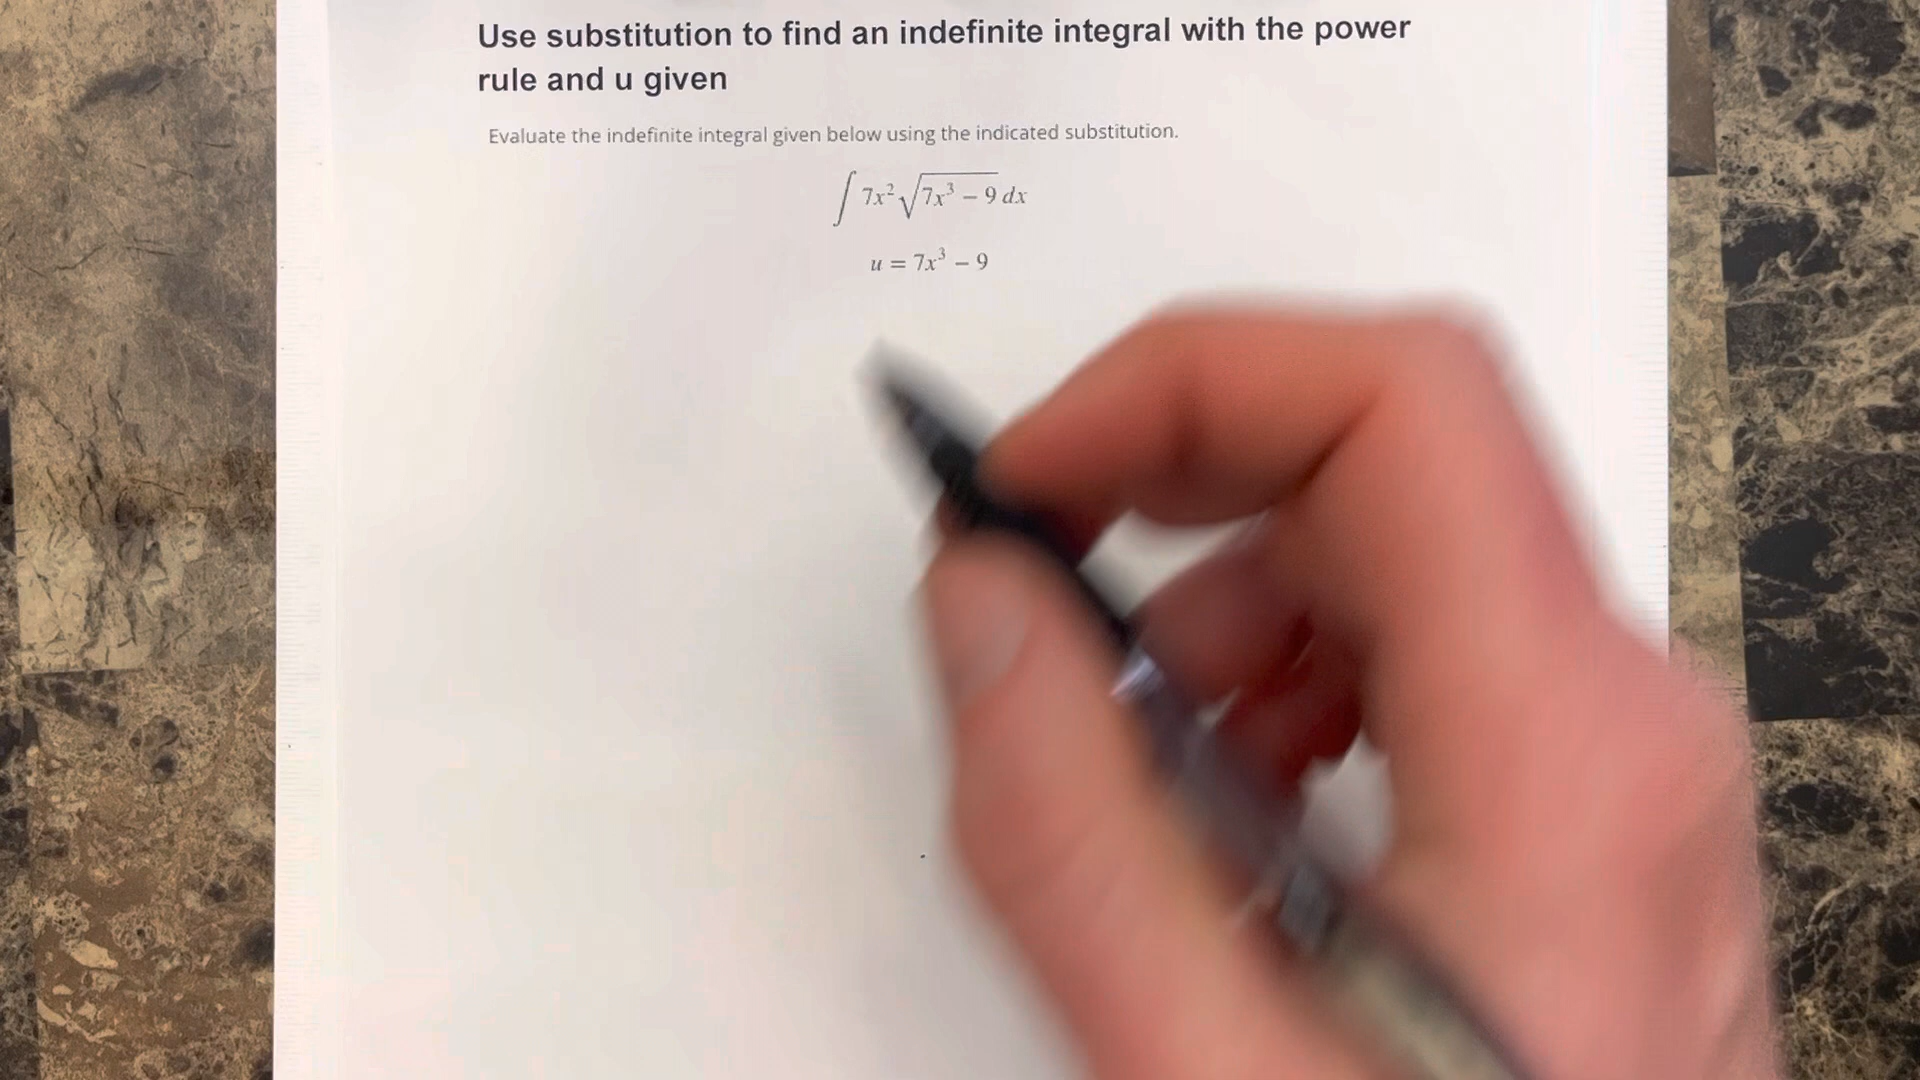 Use substitution to find an indefinite integral with the power
rule and u given
Evaluate the indefinite integral given below using the indicated substitution.
∫ 7x²√(7x³ − 9) dx
u = 7x³ − 9